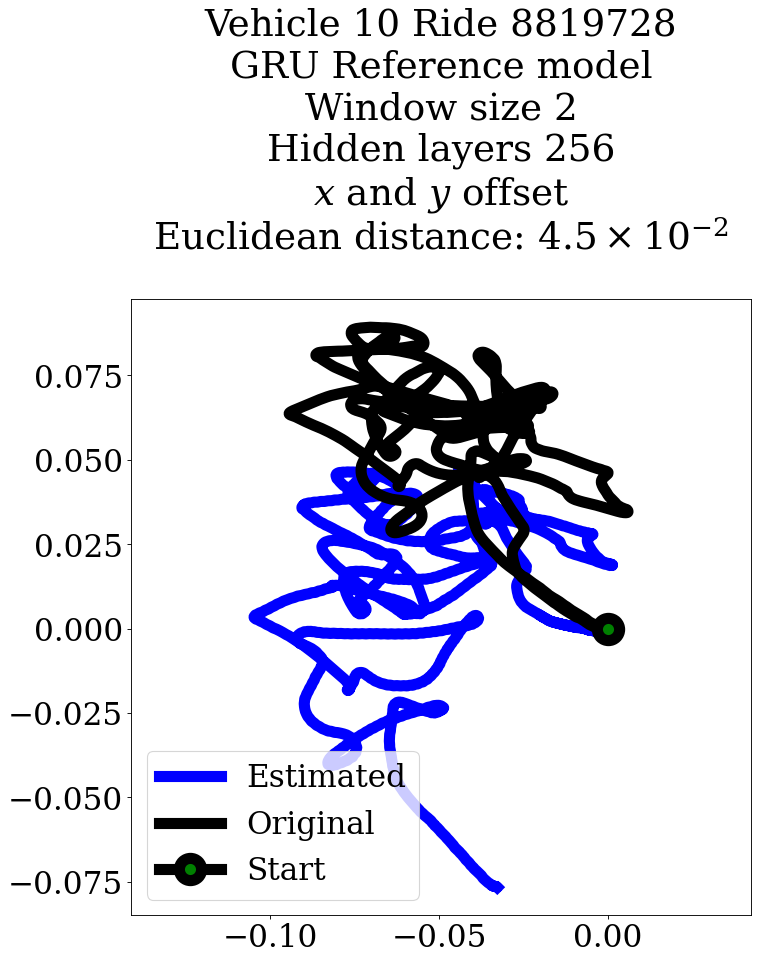 Vehicle 10 Ride 8819728
GRU Reference model
Window size 2
Hidden layers 256
x and y offset
Euclidean distance: 4.5 × 10⁻²
0.075
0.050
0.025
0.000
−0.025
−0.050
−0.075
Estimated
Original
Start
−0.10
−0.05
0.00